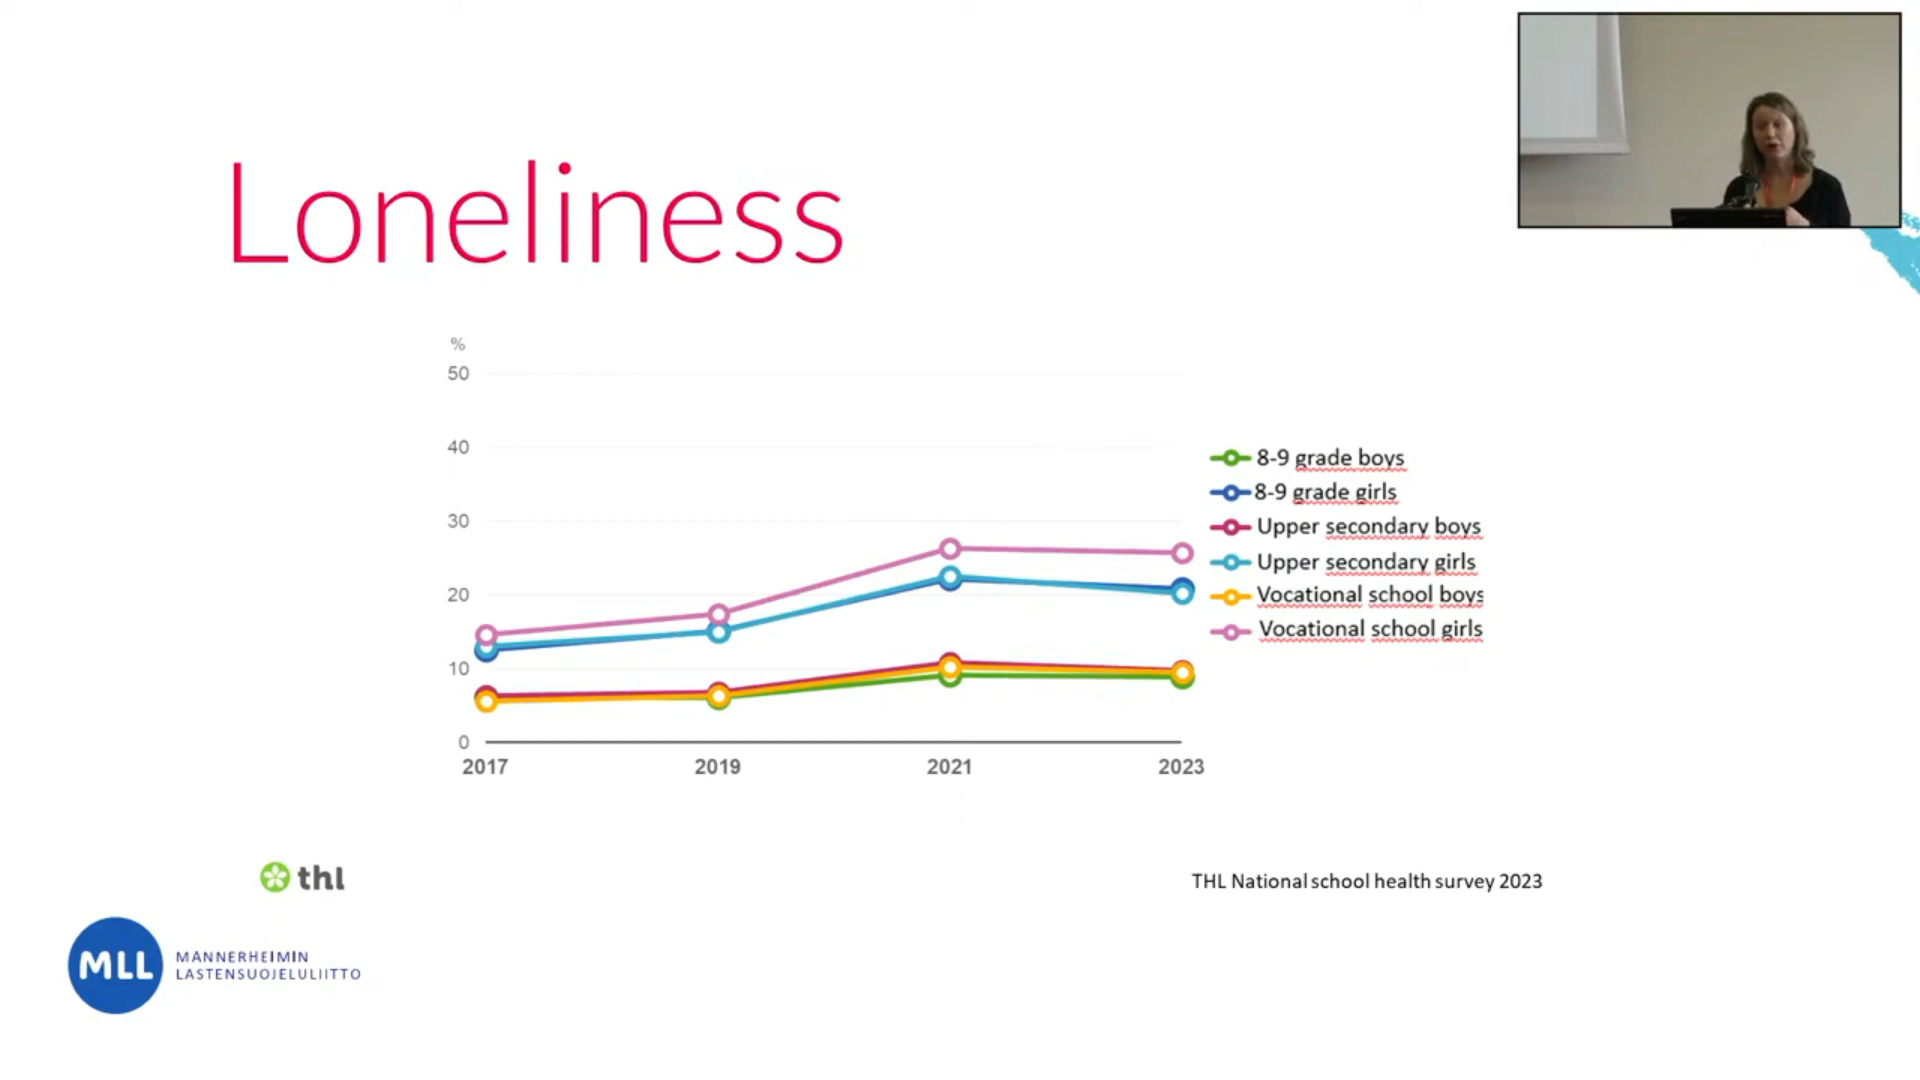 Loneliness
%
50
40
30
20
10
0
2017 2019 2021 2023
8-9 grade boys
8-9 grade girls
Upper secondary boys
Upper secondary girls
Vocational school boys
Vocational school girls
thl
THL National school health survey 2023
MLL
MANNERHEIMIN
LASTENSUOJELULIITTO